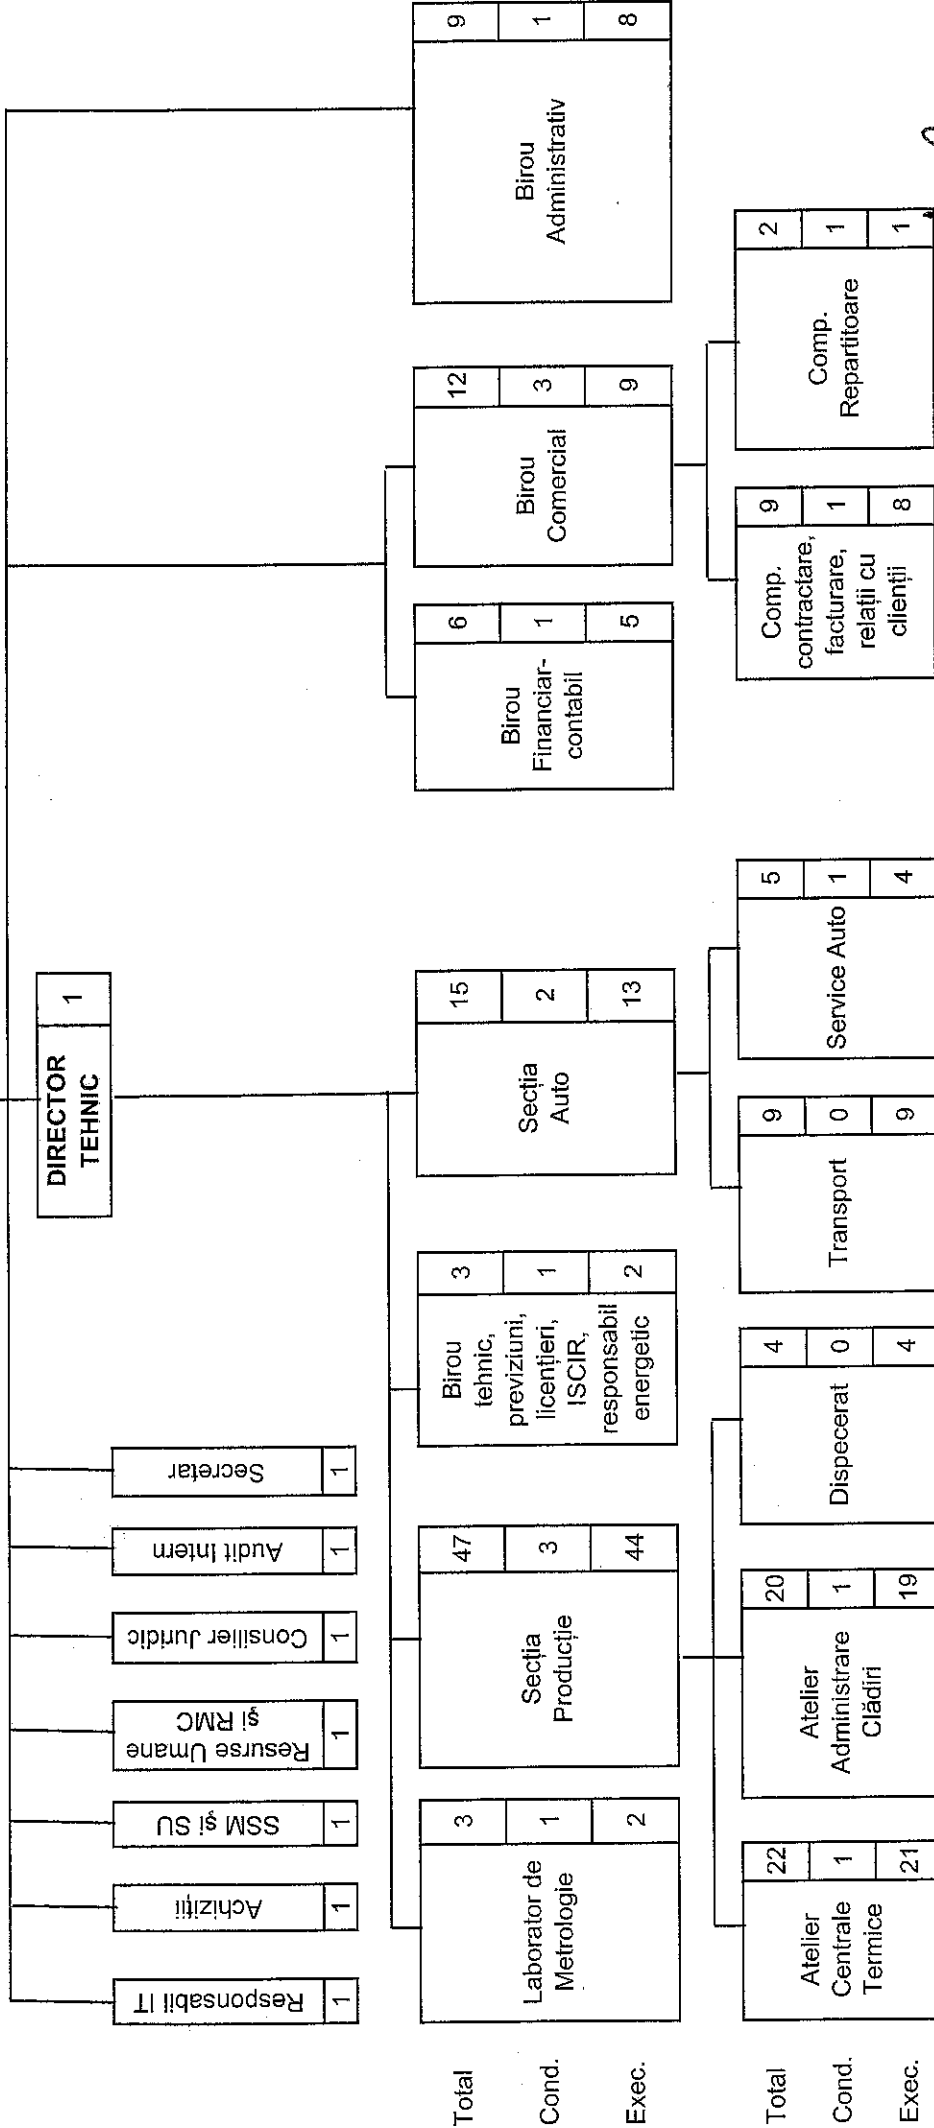 DIRECTOR
TEHNIC
1
Responsabil IT
1
Achiziții
1
SSM și SU
1
Resurse Umane
și RMC
1
Consilier Juridic
1
Audit Intern
1
Secretar
1
Total
Cond.
Exec.
Laborator de
Metrologie
3
1
2
Secția
Producție
47
3
44
Birou
tehnic,
previziuni,
licențieri,
ISCIR,
responsabil
energetic
3
1
2
Secția
Auto
15
2
13
Birou
Financiar-
contabil
6
1
5
Birou
Comercial
12
3
9
Birou
Administrativ
9
1
8
Total
Cond.
Exec.
Atelier
Centrale
Termice
22
1
21
Atelier
Administrare
Clădiri
20
1
19
Dispecerat
4
0
4
Transport
9
0
9
Service Auto
5
1
4
Comp.
contractare,
facturare,
relații cu
clienții
9
1
8
Comp.
Repartitoare
2
1
1